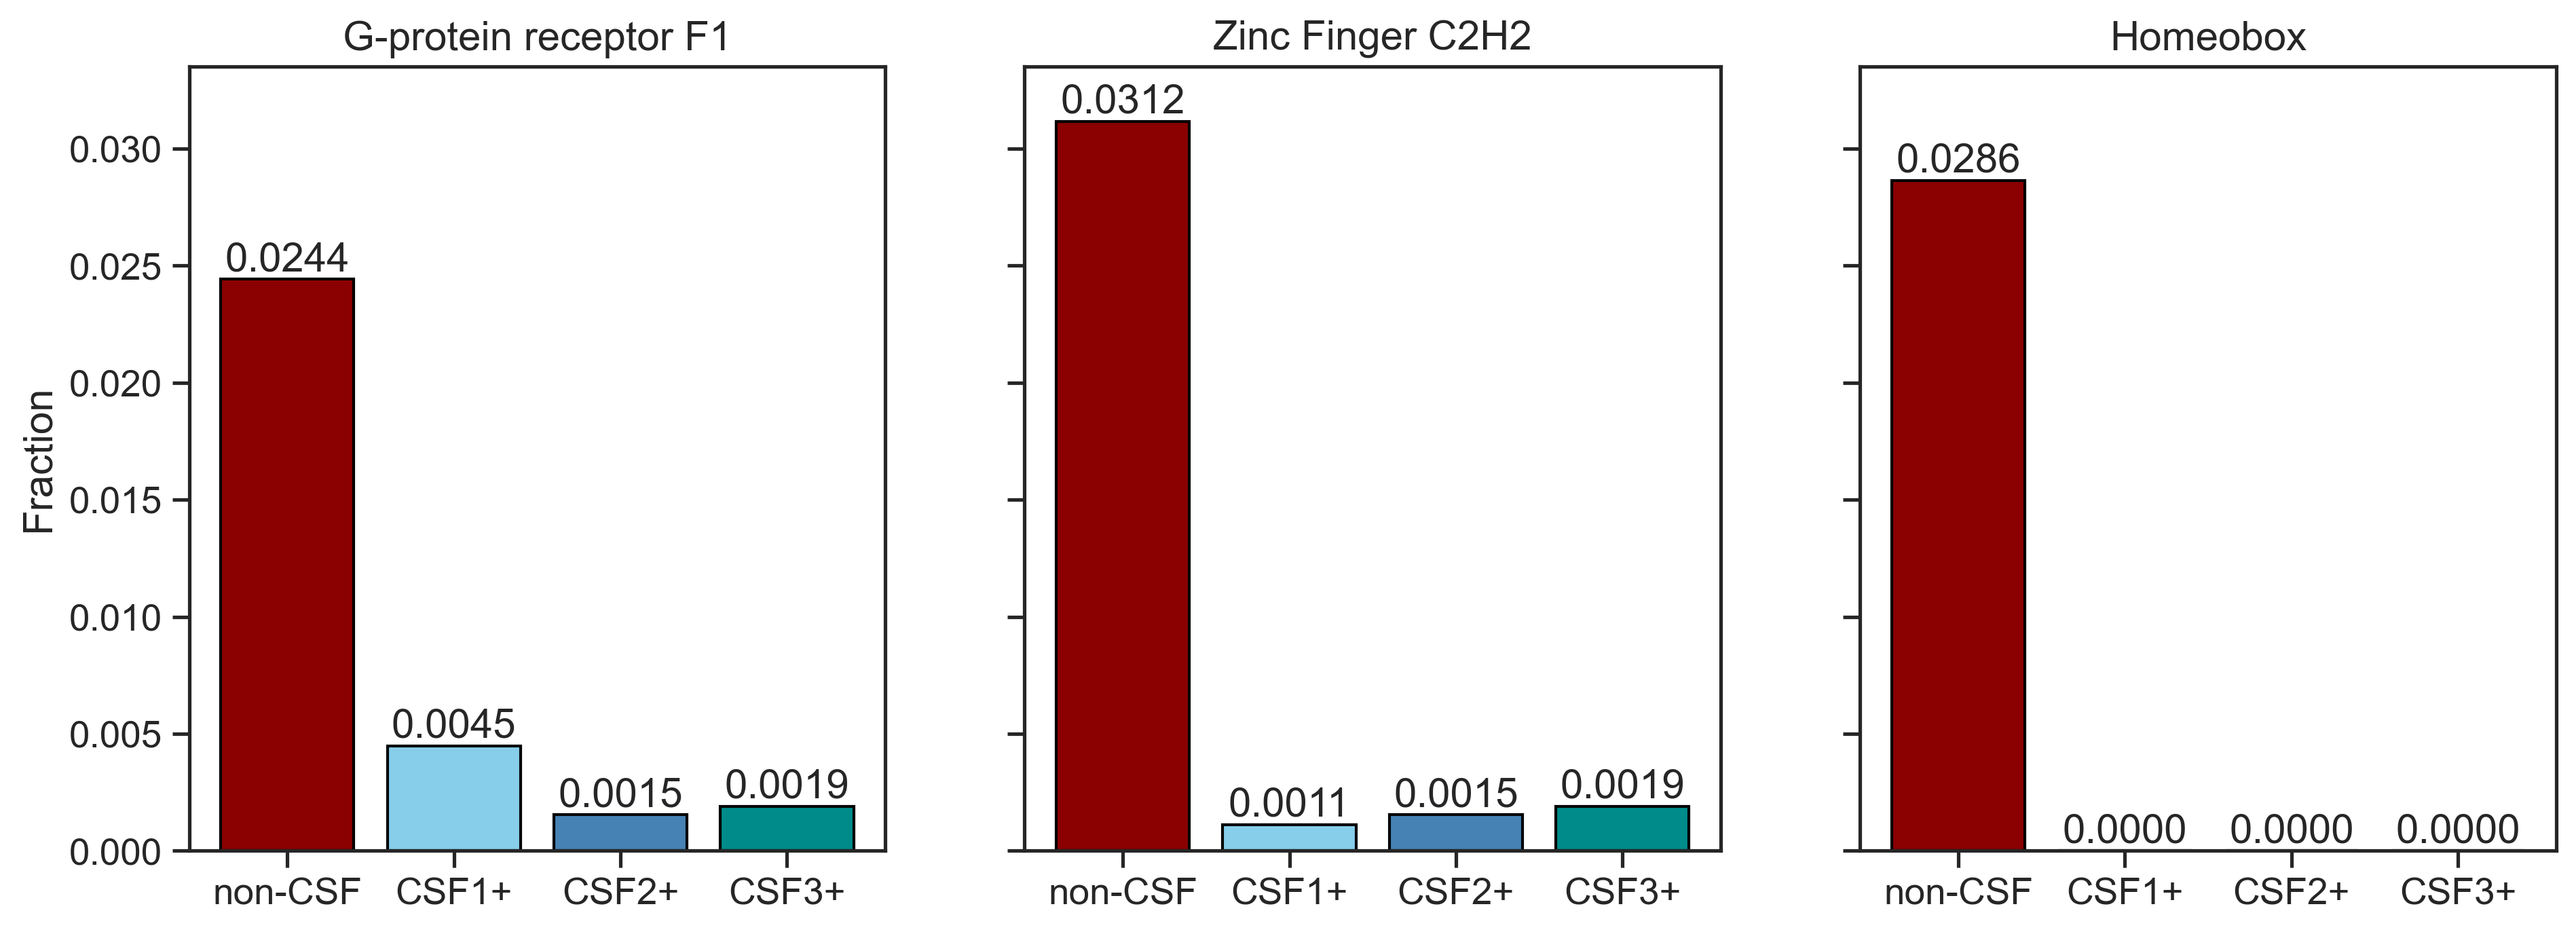 G-protein receptor F1
Zinc Finger C2H2
Homeobox
Fraction
0.030
0.025
0.020
0.015
0.010
0.005
0.000
0.0244
0.0045
0.0015
0.0019
non-CSF CSF1+ CSF2+ CSF3+
0.0312
0.0011
0.0015
0.0019
non-CSF CSF1+ CSF2+ CSF3+
0.0286
0.0000
0.0000
0.0000
non-CSF CSF1+ CSF2+ CSF3+